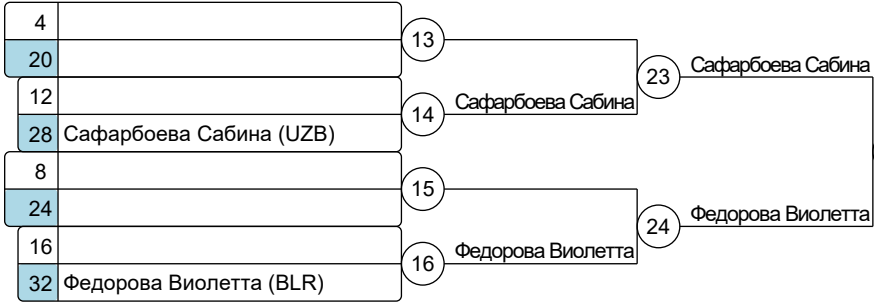 4
13
20
23 Сафарбоева Сабина
12
14 Сафарбоева Сабина
28 Сафарбоева Сабина (UZB)
8
15
24
24 Федорова Виолетта
16
16 Федорова Виолетта
32 Федорова Виолетта (BLR)